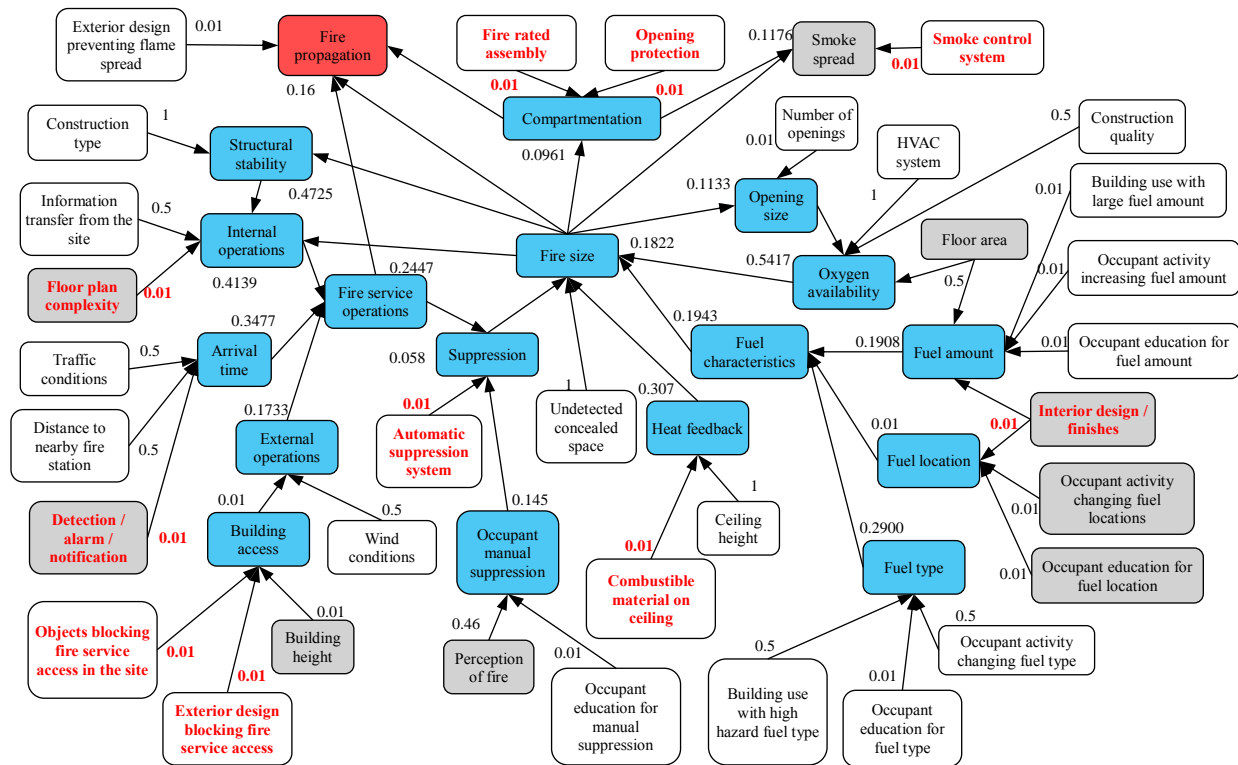 Exterior design
preventing flame
spread
0.01
Fire
propagation
0.16
Fire rated
assembly
Opening
protection
0.01
0.01
0.1176
Smoke
spread
0.01
Smoke control
system
Compartmentation
0.0961
Construction
type
1
Structural
stability
0.4725
Number of
openings
0.01
HVAC
system
1
0.5
Construction
quality
0.1133
Opening
size
0.01
Building use with
large fuel amount
Information
transfer from the
site
0.5
Internal
operations
0.4139
Floor plan
complexity
0.01
Fire size
0.1822
0.5417
Oxygen
availability
Floor area
0.5
0.01
Occupant activity
increasing fuel amount
0.2447
Fire service
operations
0.3477
Arrival
time
Traffic
conditions
0.5
Suppression
0.058
0.1943
Fuel
characteristics
0.1908
Fuel amount
0.01
Occupant education for
fuel amount
Distance to
nearby fire
station
0.5
0.1733
External
operations
0.01
Automatic
suppression
system
1
Undetected
concealed
space
0.307
Heat feedback
0.01
Fuel location
0.01
Interior design /
finishes
Detection /
alarm /
notification
0.01
0.01
Building
access
0.5
Wind
conditions
0.145
Occupant
manual
suppression
1
Ceiling
height
0.01
Combustible
material on
ceiling
0.01
Occupant activity
changing fuel
locations
0.2900
Fuel type
0.01
Occupant education for
fuel location
Objects blocking
fire service
access in the site
0.01
0.01
Building
height
0.01
Exterior design
blocking fire
service access
0.46
Perception
of fire
0.01
Occupant
education for
manual
suppression
0.5
Building use
with high
hazard fuel type
0.01
Occupant
education for
fuel type
0.5
Occupant activity
changing fuel type